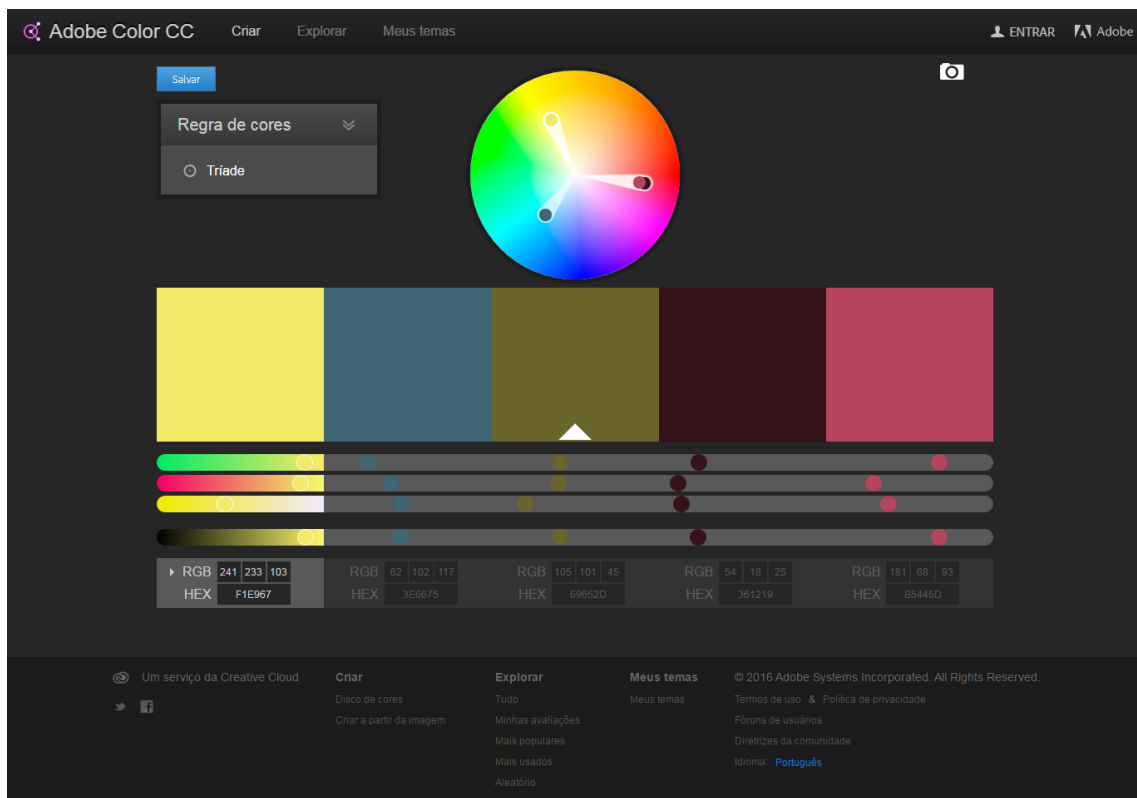 Adobe Color CC Criar Explorar Meus temas ENTRAR Adobe
Salvar
Regra de cores
Tríade
RGB 241 233 103 RGB 62 102 117 RGB 105 101 45 RGB 54 18 25 RGB 181 68 93
HEX F1E967 HEX 3E6675 HEX 69652D HEX 361219 HEX B5445D
Um serviço da Creative Cloud
Criar
Disco de cores
Criar a partir da imagem
Explorar
Tudo
Minhas avaliações
Mais populares
Mais usados
Aleatório
Meus temas
Meus temas
© 2016 Adobe Systems Incorporated. All Rights Reserved.
Termos de uso & Política de privacidade
Fóruns de usuários
Diretrizes da comunidade
Idioma: Português